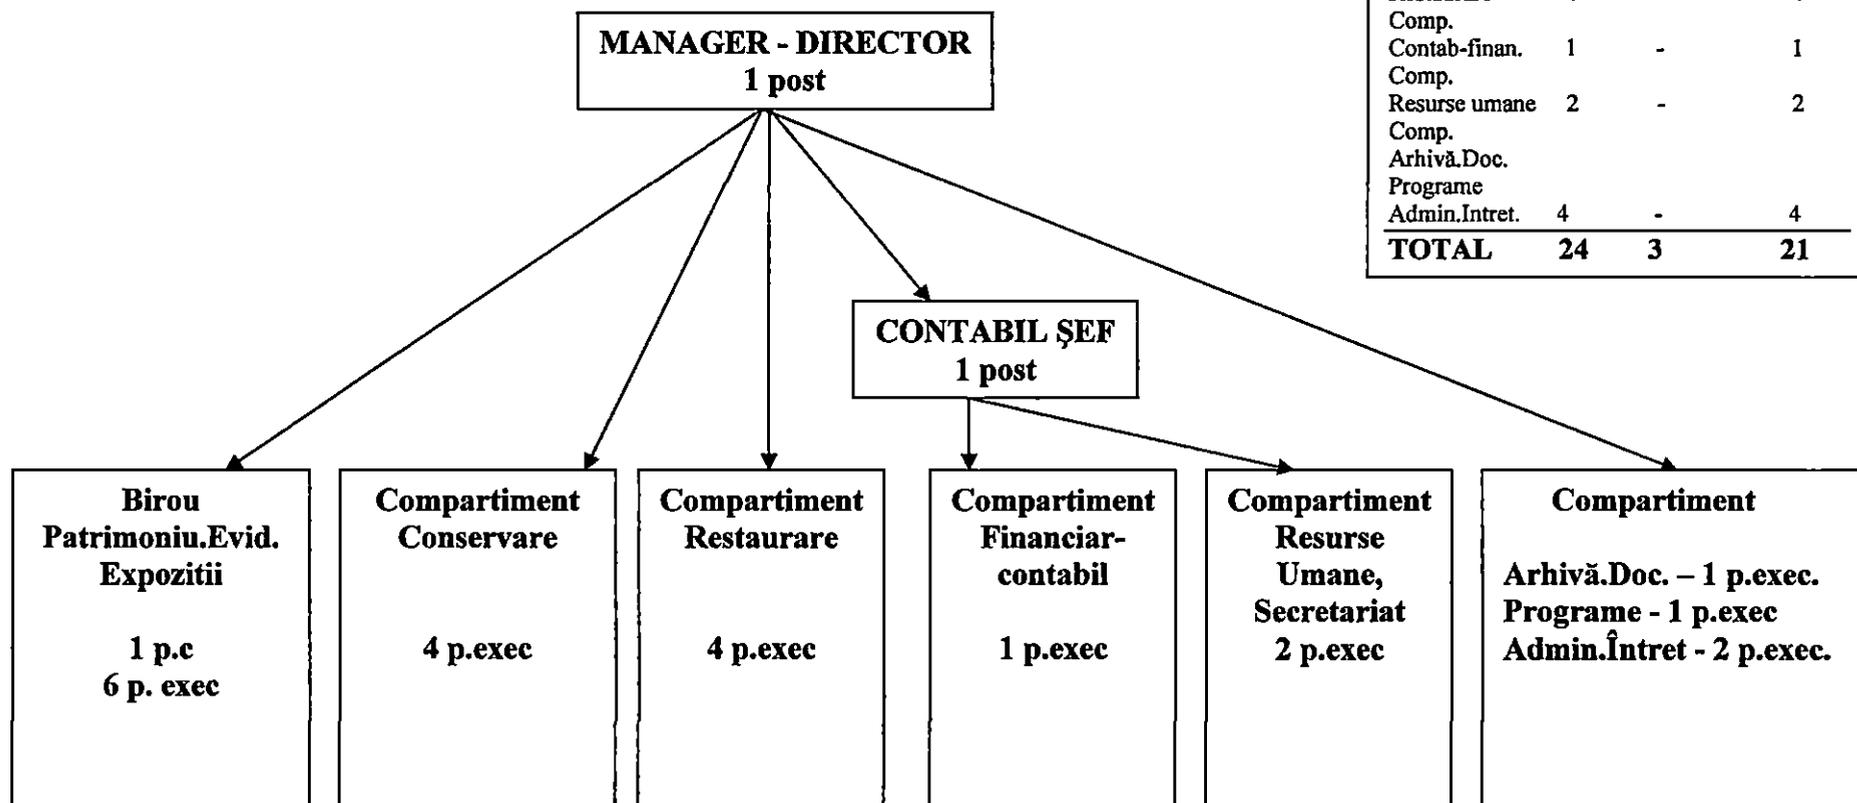 MANAGER - DIRECTOR
1 post
Comp.
Contab-finan. 1 - 1
Comp.
Resurse umane 2 - 2
Comp.
Arhivă.Doc.
Programe
Admin.Intret. 4 - 4
TOTAL 24 3 21
CONTABIL ŞEF
1 post
Birou
Patrimoniu.Evid.
Expozitii
1 p.c
6 p. exec
Compartiment
Conservare
4 p.exec
Compartiment
Restaurare
4 p.exec
Compartiment
Financiar-
contabil
1 p.exec
Compartiment
Resurse
Umane,
Secretariat
2 p.exec
Compartiment
Arhivă.Doc. – 1 p.exec.
Programe - 1 p.exec
Admin.Întret - 2 p.exec.